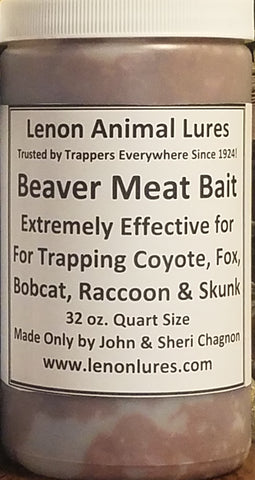 Lenon Animal Lures
Trusted by Trappers Everywhere Since 1924!
Beaver Meat Bait
Extremely Effective for
For Trapping Coyote, Fox,
Bobcat, Raccoon & Skunk
32 oz. Quart Size
Made Only by John & Sheri Chagnon
www.lenonlures.com